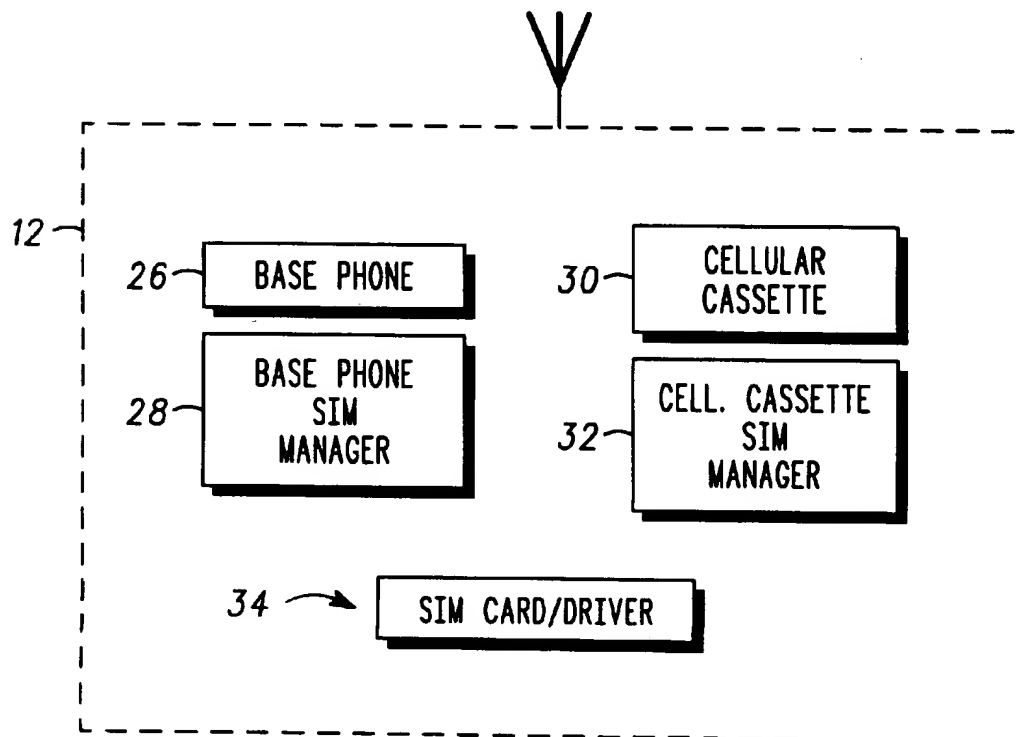 12
26
BASE PHONE
30
CELLULAR
CASSETTE
28
BASE PHONE
SIM
MANAGER
32
CELL. CASSETTE
SIM
MANAGER
34
SIM CARD/DRIVER